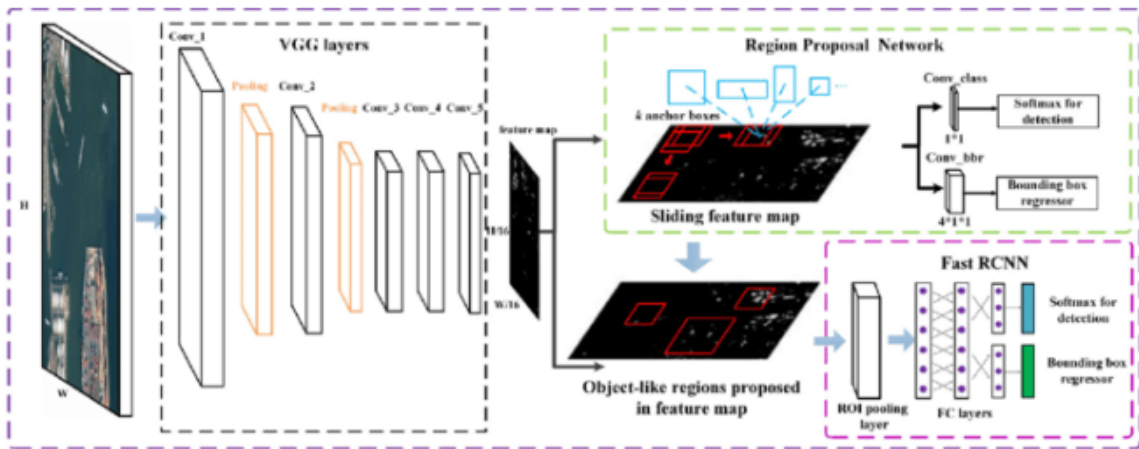 VGG layers
Conv_1
Pooling
Conv_2
Pooling
Conv_3
Conv_4
Conv_5
H
W
feature map
H/16
W/16
Region Proposal Network
k anchor boxes
...
Sliding feature map
Conv_class
1*1
Softmax for
detection
Conv_bbr
4*1*1
Bounding box
regressor
Object-like regions proposed
in feature map
Fast RCNN
ROI pooling
layer
FC layers
Softmax for
detection
Bounding box
regressor